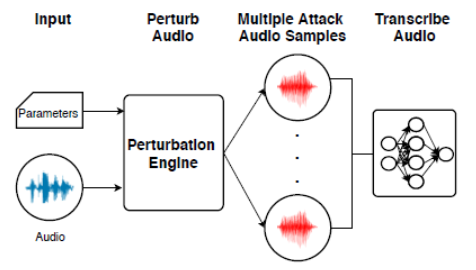 Input
Perturb
Audio
Multiple Attack
Audio Samples
Transcribe
Audio
Parameters
Perturbation
Engine
Audio